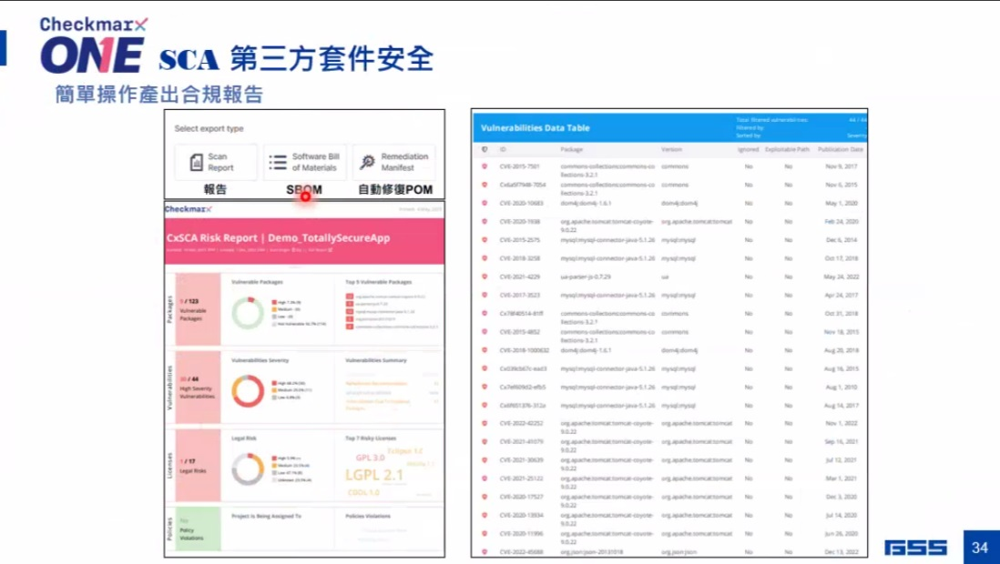 Checkmarx
ONE SCA 第三方套件安全
簡單操作產出合規報告
Select export type
Scan Report
Software Bill of Materials
Remediation Manifest
報告
SBOM
自動修復POM
Checkmarx
CxSCA Risk Report | Demo_TotallySecureApp
Packages
/ 123
Vulnerable Packages
Vulnerable Packages
Top 5 Vulnerable Packages
Vulnerabilities
/ 44
High Severity Vulnerabilities
Vulnerabilities Severity
Vulnerabilities Summary
Licenses
1 / 17
Legal Risks
Legal Risk
Top 7 Risky Licenses
GPL 3.0
Eclipse 1.0
LGPL 2.1
CDDL 1.0
Policies
No
Policy Violations
Project Is Being Assigned To
Policies Violations
Vulnerabilities Data Table
Total filtered vulnerabilities:
Filtered by
Sorted by
Severity
ID Package Version Ignored Exploitable Path Publication Date
CVE-2015-7501 commons-collections:commons-collections-3.2.1 commons No No Nov 9, 2017
commons-collections:commons-collections-3.2.1 commons No No Nov 6, 2015
CVE-2020-10683 dom4j:dom4j-1.6.1 dom4j:dom4j No No May 1, 2020
CVE-2020-1938 org.apache.tomcat:tomcat-coyote-9.0.22 org.apache.tomcat:tomcat No No Feb 24, 2020
CVE-2015-2575 mysql:mysql-connector-java-5.1.26 mysql:mysql No No Dec 6, 2014
CVE-2018-3258 mysql:mysql-connector-java-5.1.26 mysql:mysql No No Oct 17, 2018
CVE-2021-4229 ua-parser-js-0.7.29 ua No No May 24, 2022
CVE-2017-3523 mysql:mysql-connector-java-5.1.26 mysql:mysql No No Apr 24, 2017
commons-collections:commons-collections-3.2.1 commons No No Oct 31, 2018
CVE-2015-4852 commons-collections:commons-collections-3.2.1 commons No No Nov 18, 2015
CVE-2018-1000632 dom4j:dom4j-1.6.1 dom4j:dom4j No No Aug 20, 2018
mysql:mysql-connector-java-5.1.26 mysql:mysql No No Aug 16, 2015
mysql:mysql-connector-java-5.1.26 mysql:mysql No No Aug 1, 2010
mysql:mysql-connector-java-5.1.26 mysql:mysql No No Aug 14, 2017
CVE-2022-42252 org.apache.tomcat:tomcat-coyote-9.0.22 org.apache.tomcat:tomcat No No Nov 1, 2022
CVE-2021-41079 org.apache.tomcat:tomcat-coyote-9.0.22 org.apache.tomcat:tomcat No No Sep 16, 2021
CVE-2021-30639 org.apache.tomcat:tomcat-coyote-9.0.22 org.apache.tomcat:tomcat No No Jul 12, 2021
CVE-2021-25122 org.apache.tomcat:tomcat-coyote-9.0.22 org.apache.tomcat:tomcat No No Mar 1, 2021
CVE-2020-17527 org.apache.tomcat:tomcat-coyote-9.0.22 org.apache.tomcat:tomcat No No Dec 3, 2020
CVE-2020-13934 org.apache.tomcat:tomcat-coyote-9.0.22 org.apache.tomcat:tomcat No No Jul 14, 2020
CVE-2020-11996 org.apache.tomcat:tomcat-coyote-9.0.22 org.apache.tomcat:tomcat No No Jun 26, 2020
CVE-2022-45688 org.json:json-20131018 org.json:json No No Dec 13, 2022
GSS
34